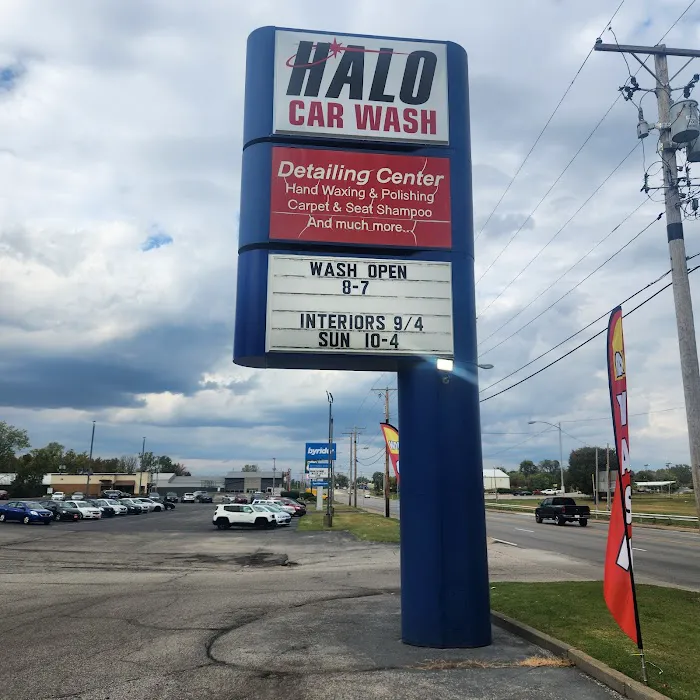 HALO
CAR WASH
Detailing Center
Hand Waxing & Polishing
Carpet & Seat Shampoo
And much more...
WASH OPEN
8-7
INTERIORS 9/4
SUN 10-4
byrider